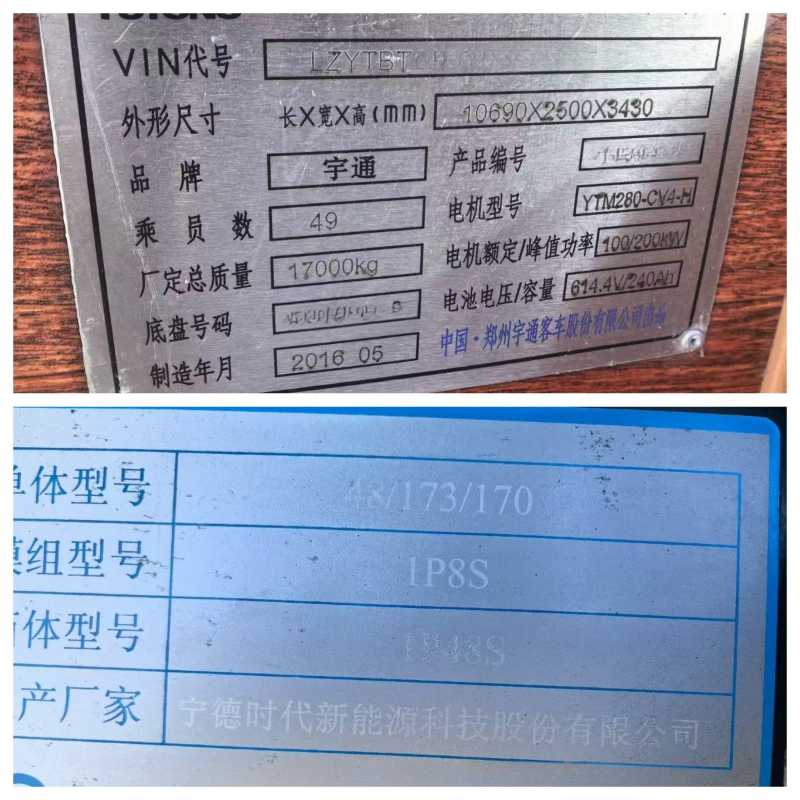 VIN代号 LZYTBT
外形尺寸 长X宽X高(mm) 10690X2500X3430
品牌 宇通 产品编号
乘员数 49 电机型号 YTM280-CV4-H
厂定总质量 17000kg 电机额定/峰值功率 100/200kW
底盘号码 电池电压/容量 614.4V/240Ah
制造年月 2016 05 中国·郑州宇通客车股份有限公司出厂
单体型号 48/173/170
模组型号 1P8S
体型号 1P48S
产厂家 宁德时代新能源科技股份有限公司